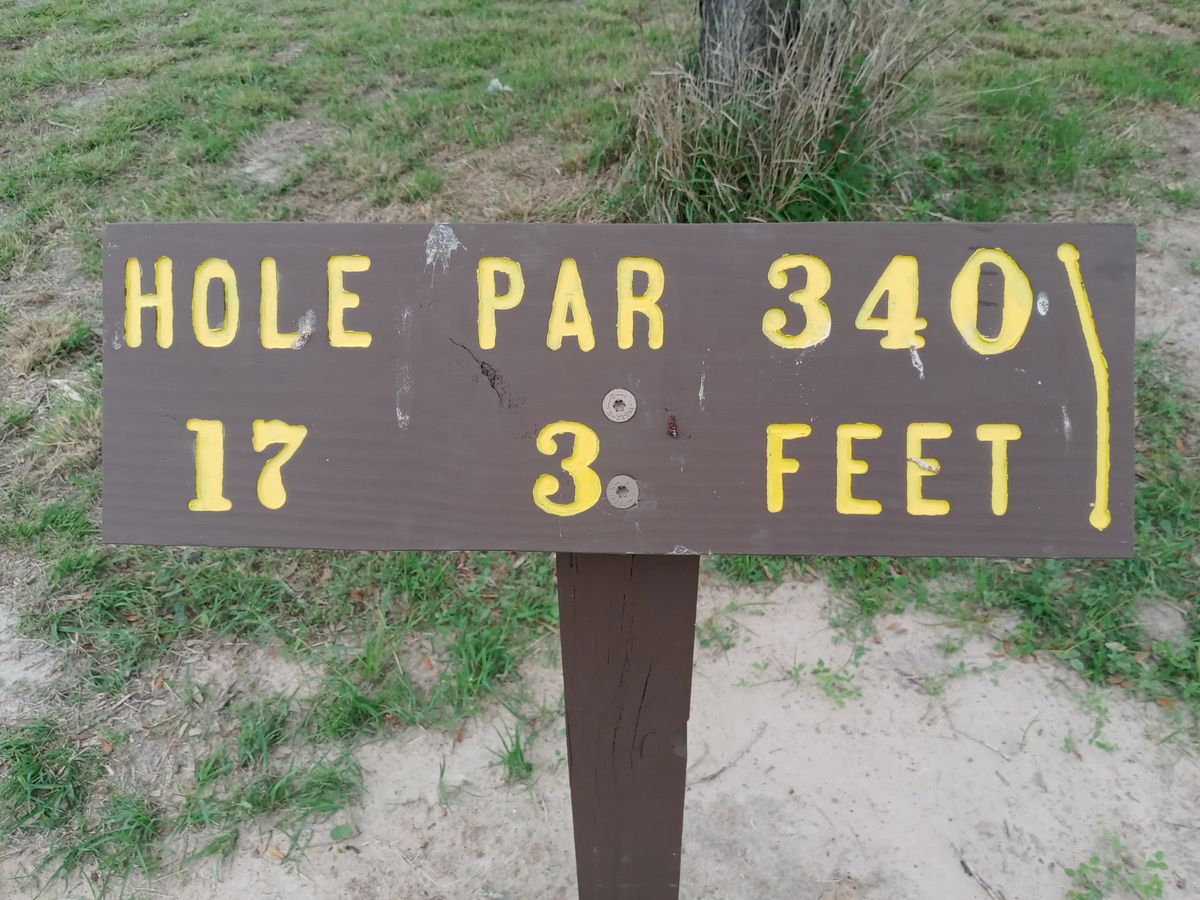 HOLE PAR 340
17 3 FEET